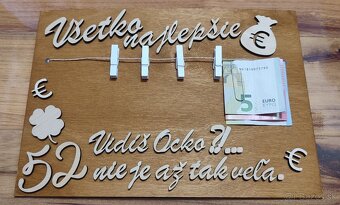 Všetko
najlepšie
€
€
5 EURO
Vidíš Ocko?!...
52 nie je až tak veľa.
€